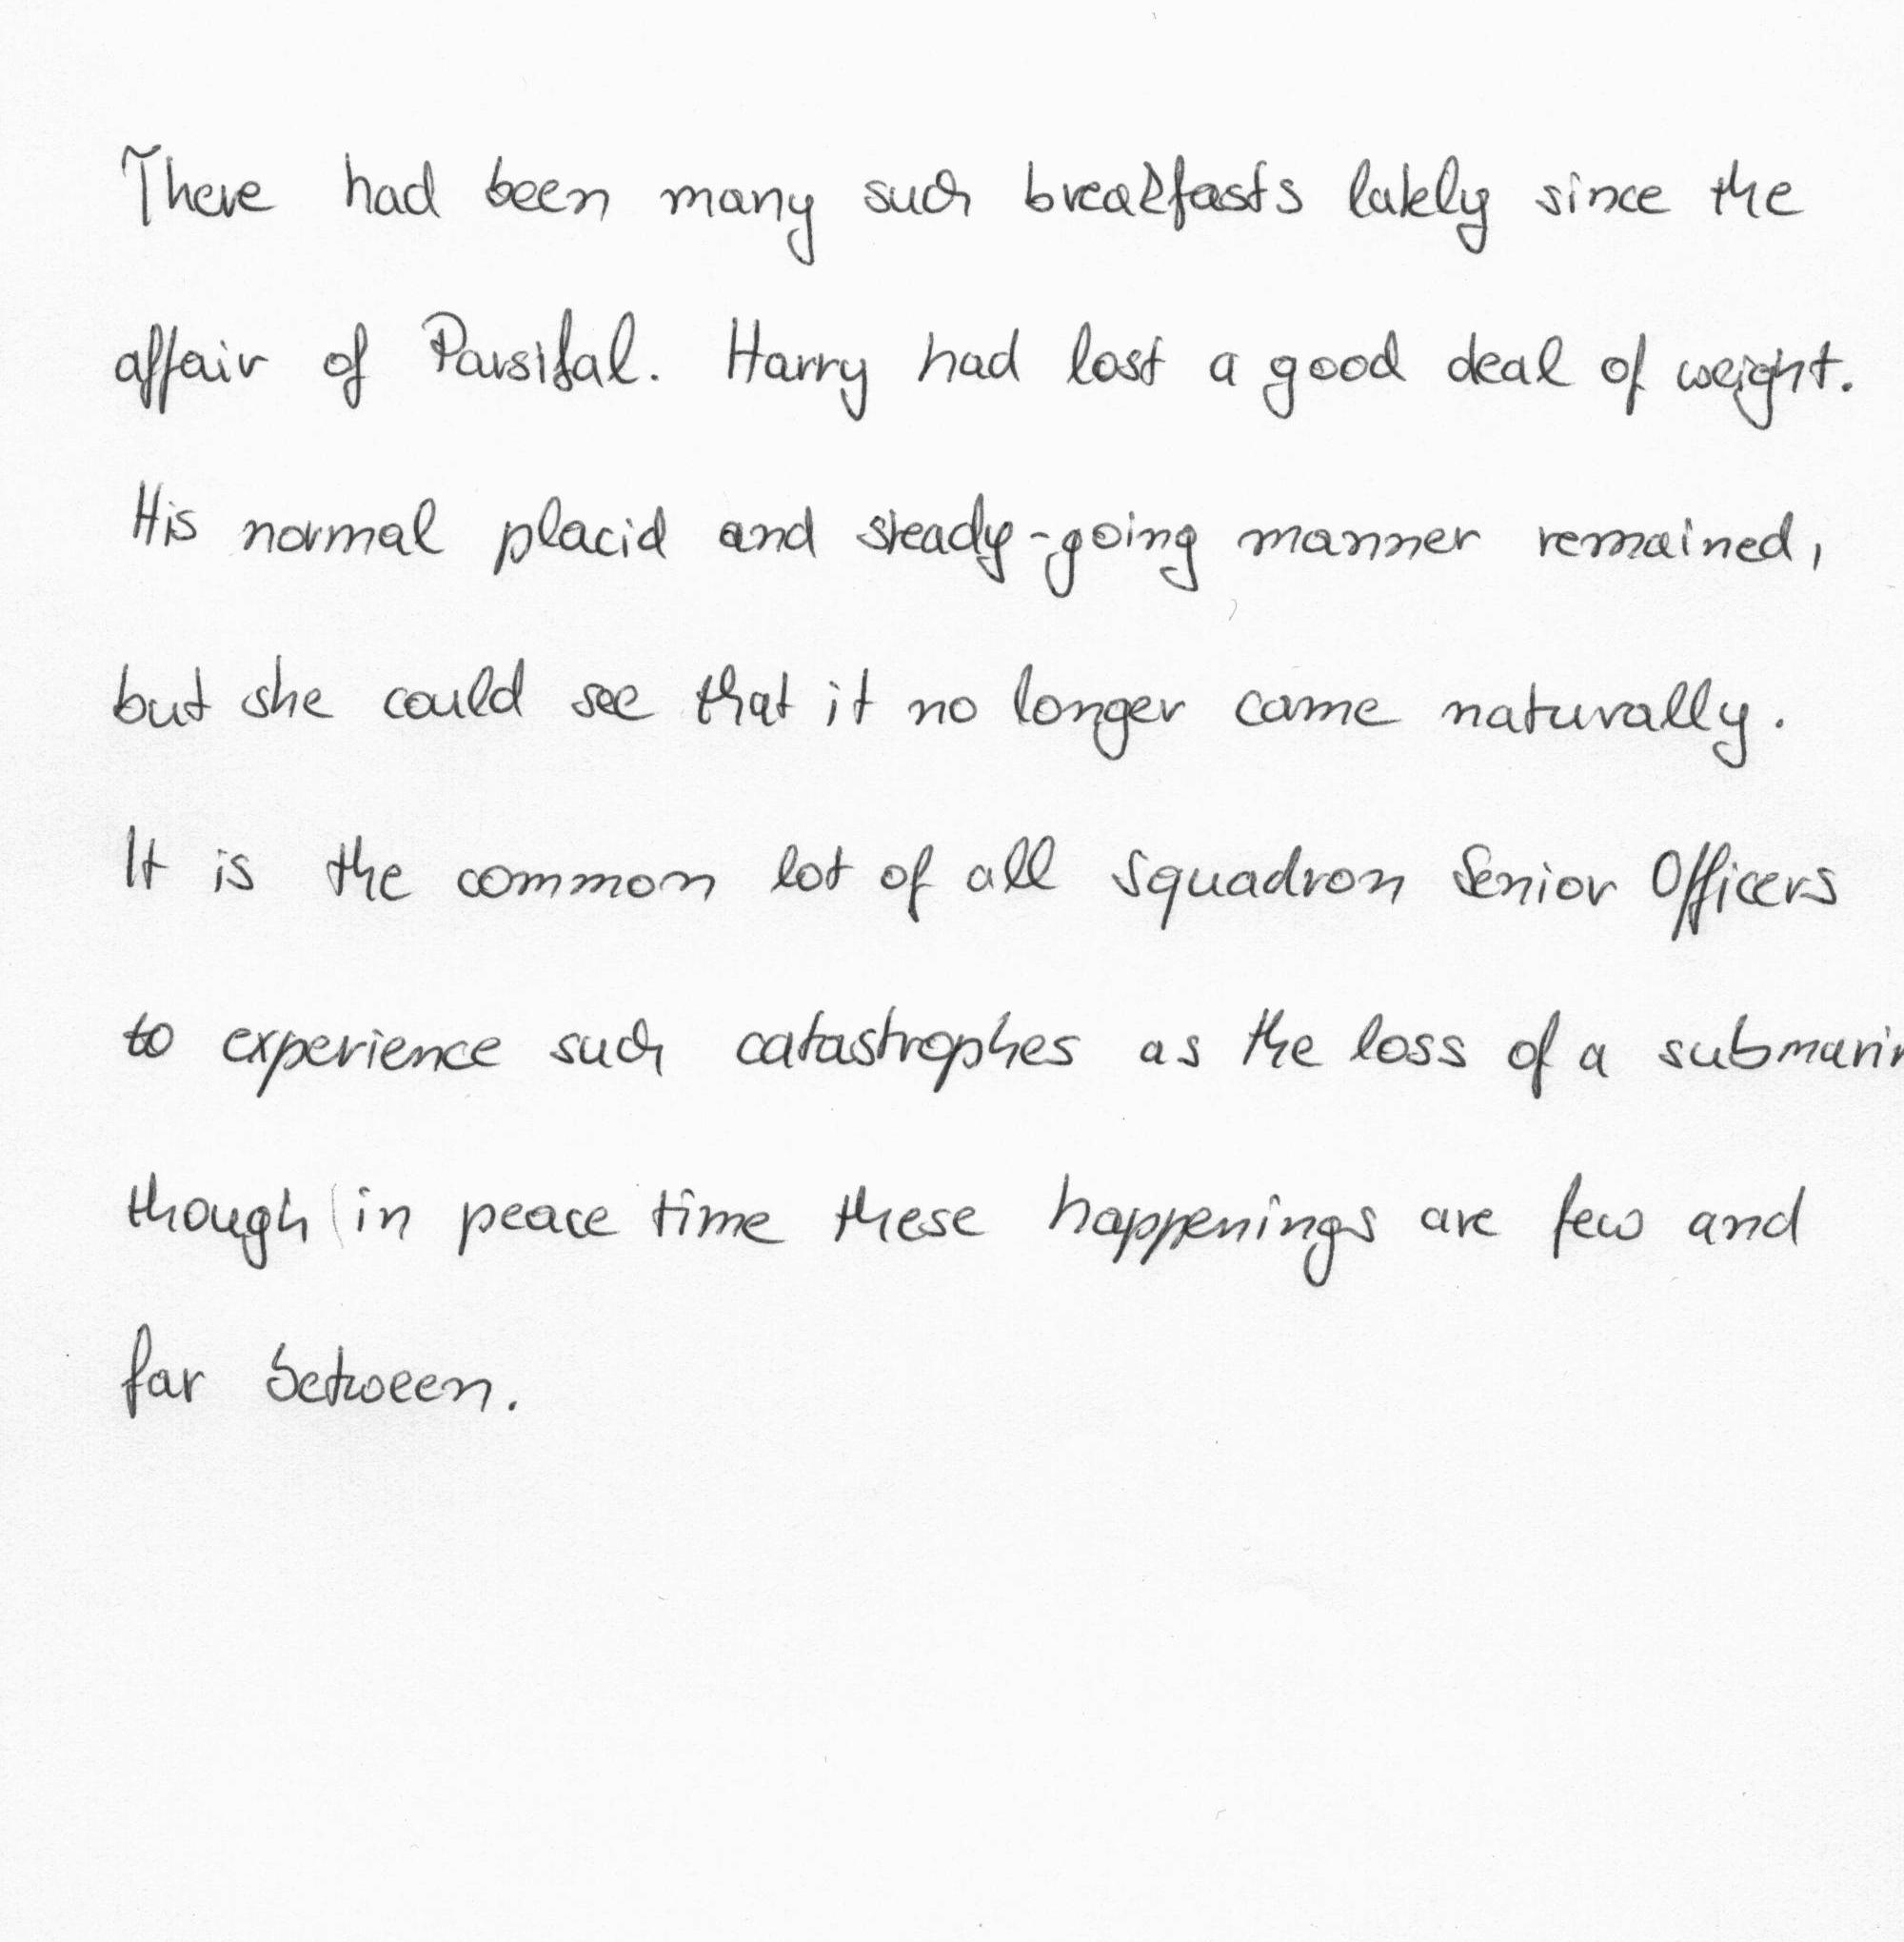 There had been many such breakfasts lately since the
affair of Parsifal. Harry had lost a good deal of weight.
His normal placid and steady-going manner remained,
but she could see that it no longer came naturally.
It is the common lot of all Squadron Senior Officers
to experience such catastrophes as the loss of a submarin
though in peace time these happenings are few and
far between.